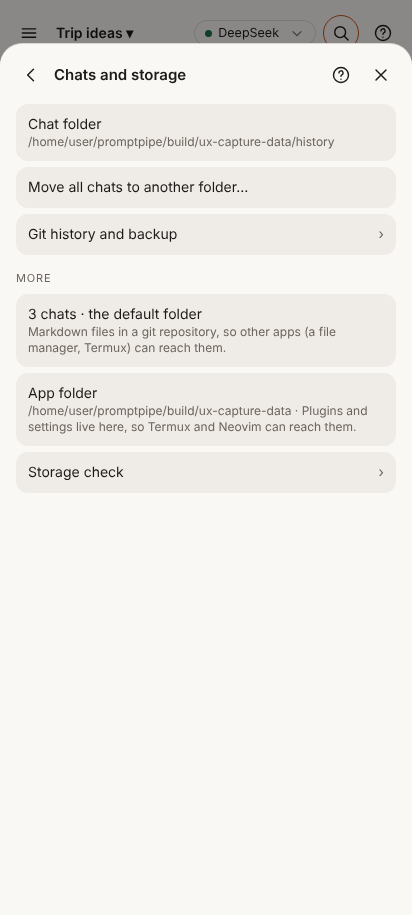 Trip ideas ▾
DeepSeek
Chats and storage
Chat folder
/home/user/promptpipe/build/ux-capture-data/history
Move all chats to another folder…
Git history and backup
MORE
3 chats · the default folder
Markdown files in a git repository, so other apps (a file
manager, Termux) can reach them.
App folder
/home/user/promptpipe/build/ux-capture-data · Plugins and
settings live here, so Termux and Neovim can reach them.
Storage check